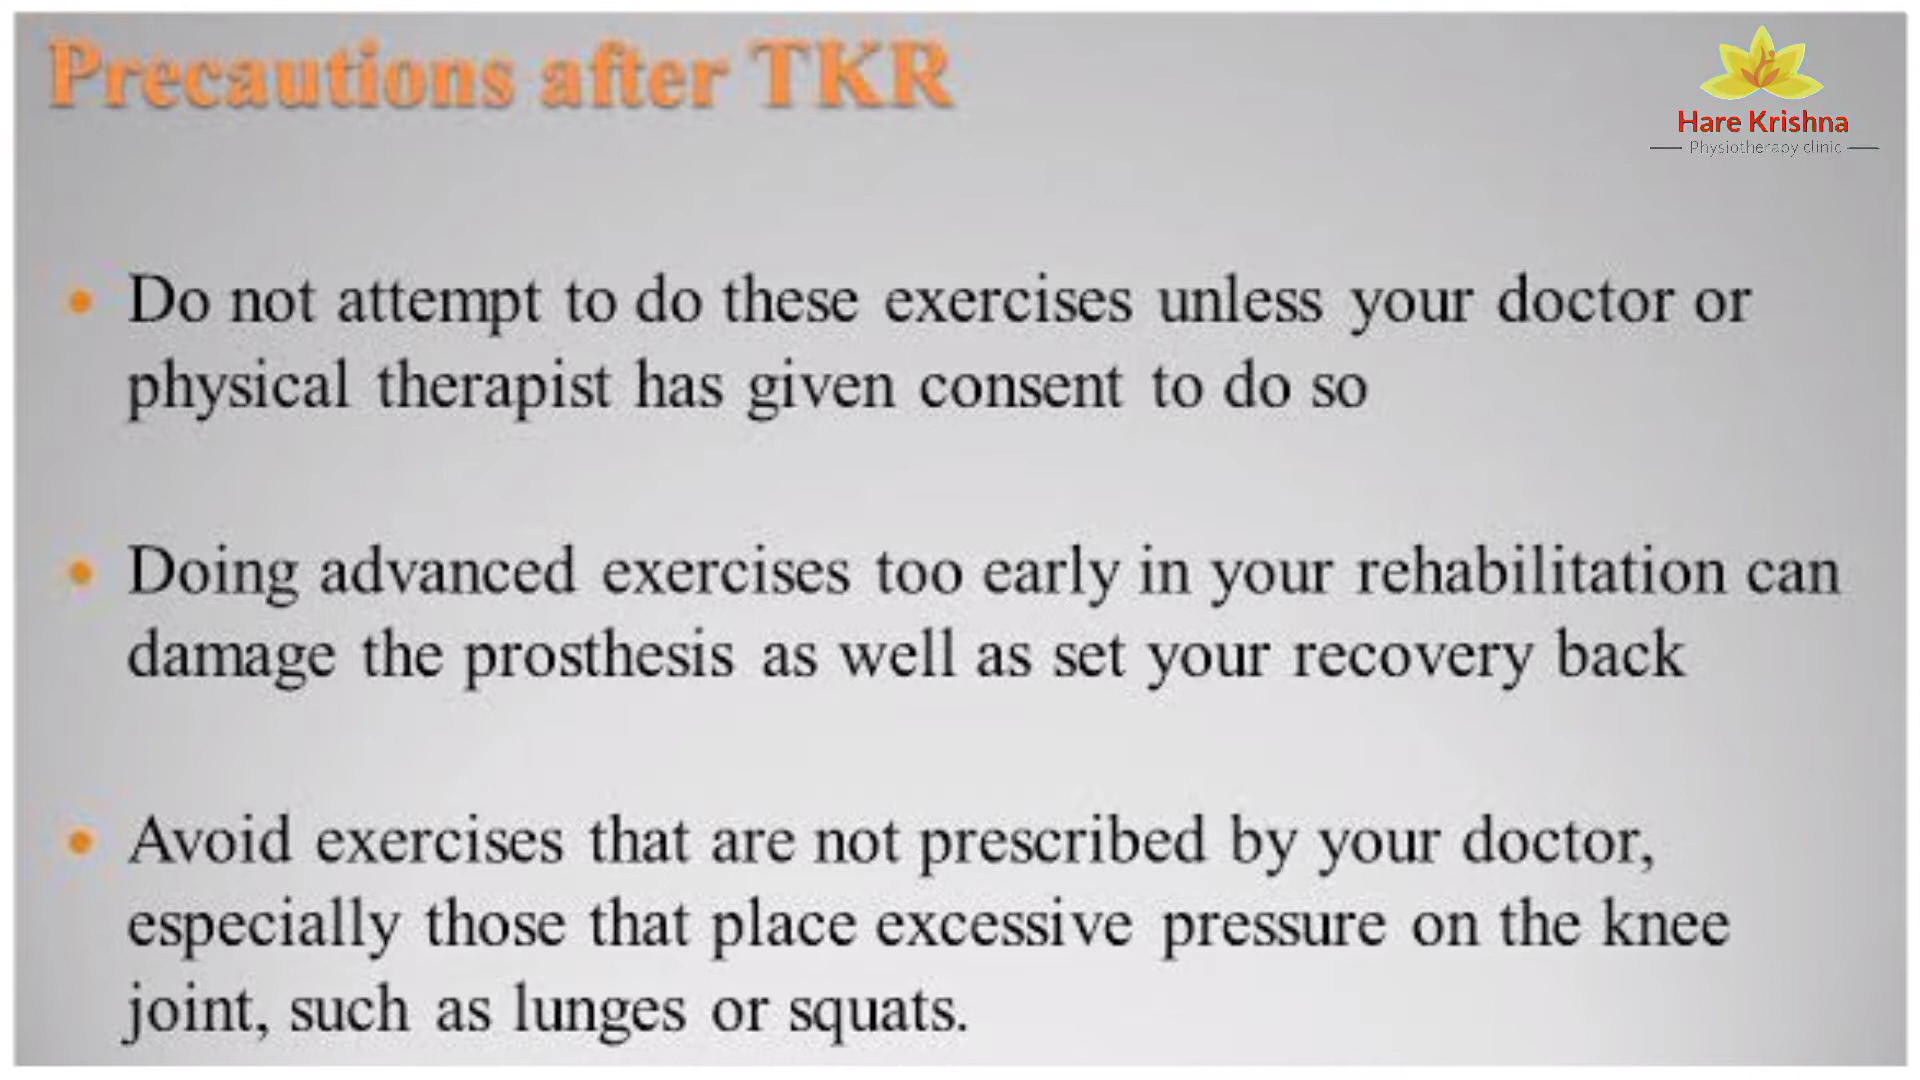 Precautions after TKR
Hare Krishna
Physiotherapy clinic
• Do not attempt to do these exercises unless your doctor or
physical therapist has given consent to do so
• Doing advanced exercises too early in your rehabilitation can
damage the prosthesis as well as set your recovery back
• Avoid exercises that are not prescribed by your doctor,
especially those that place excessive pressure on the knee
joint, such as lunges or squats.